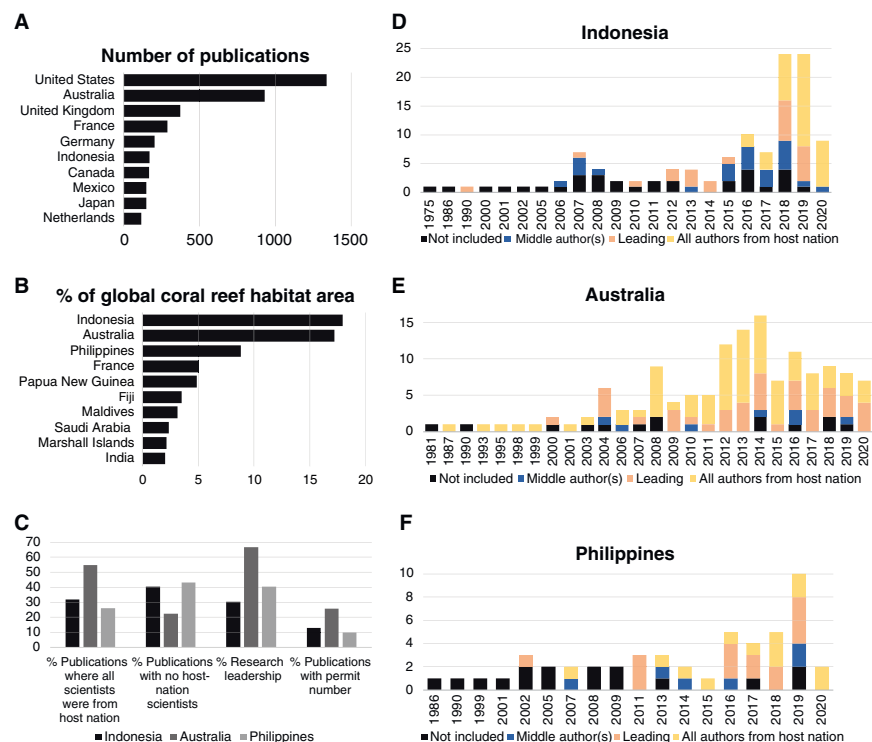 A
Number of publications
United States
Australia
United Kingdom
France
Germany
Indonesia
Canada
Mexico
Japan
Netherlands
0 500 1000 1500
B
% of global coral reef habitat area
Indonesia
Australia
Philippines
France
Papua New Guinea
Fiji
Maldives
Saudi Arabia
Marshall Islands
India
0 5 10 15 20
C
70
60
50
40
30
20
10
0
% Publications where all scientists were from host nation
% Publications with no host-nation scientists
% Research leadership
% Publications with permit number
Indonesia Australia Philippines
D
Indonesia
25
20
15
10
5
0
1975 1986 1990 2000 2001 2002 2005 2006 2007 2008 2009 2010 2011 2012 2013 2014 2015 2016 2017 2018 2019 2020
Not included Middle author(s) Leading All authors from host nation
E
Australia
15
10
5
0
1981 1987 1990 1993 1995 1998 1999 2000 2001 2003 2004 2006 2007 2008 2009 2010 2011 2012 2013 2014 2015 2016 2017 2018 2019 2020
Not included Middle author(s) Leading All authors from host nation
F
Philippines
10
8
6
4
2
0
1986 1990 1999 2001 2002 2005 2007 2008 2009 2011 2013 2014 2015 2016 2017 2018 2019 2020
Not included Middle author(s) Leading All authors from host nation